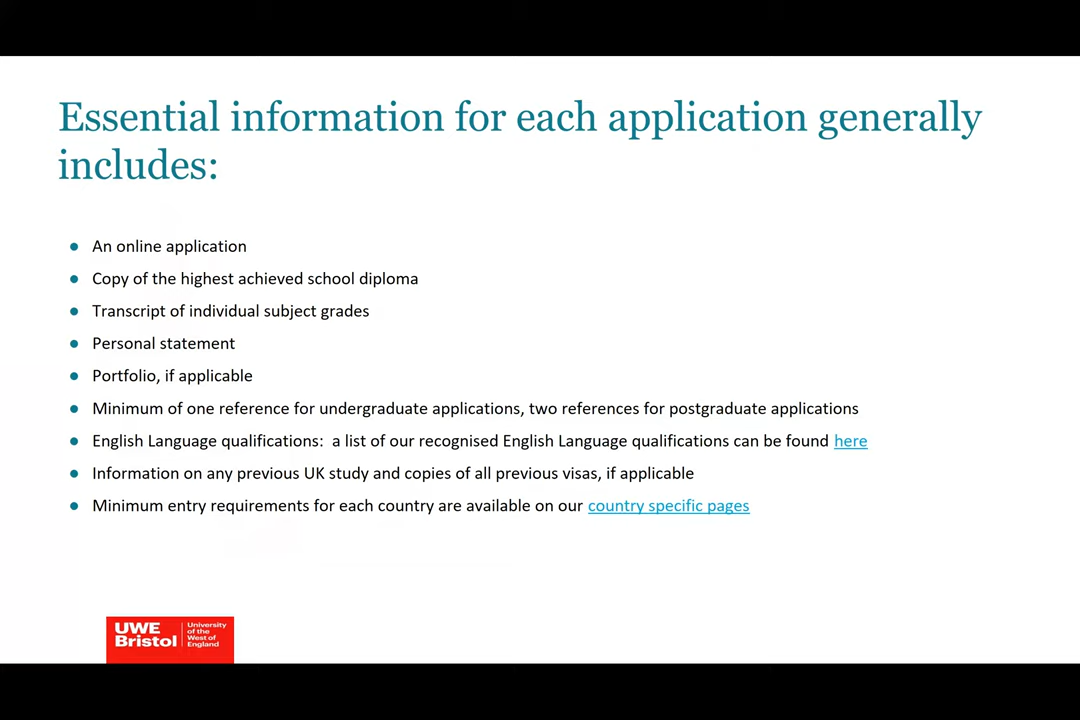 Essential information for each application generally
includes:
● An online application
● Copy of the highest achieved school diploma
● Transcript of individual subject grades
● Personal statement
● Portfolio, if applicable
● Minimum of one reference for undergraduate applications, two references for postgraduate applications
● English Language qualifications:  a list of our recognised English Language qualifications can be found here
● Information on any previous UK study and copies of all previous visas, if applicable
● Minimum entry requirements for each country are available on our country specific pages
UWE
Bristol
University
of the
West of
England